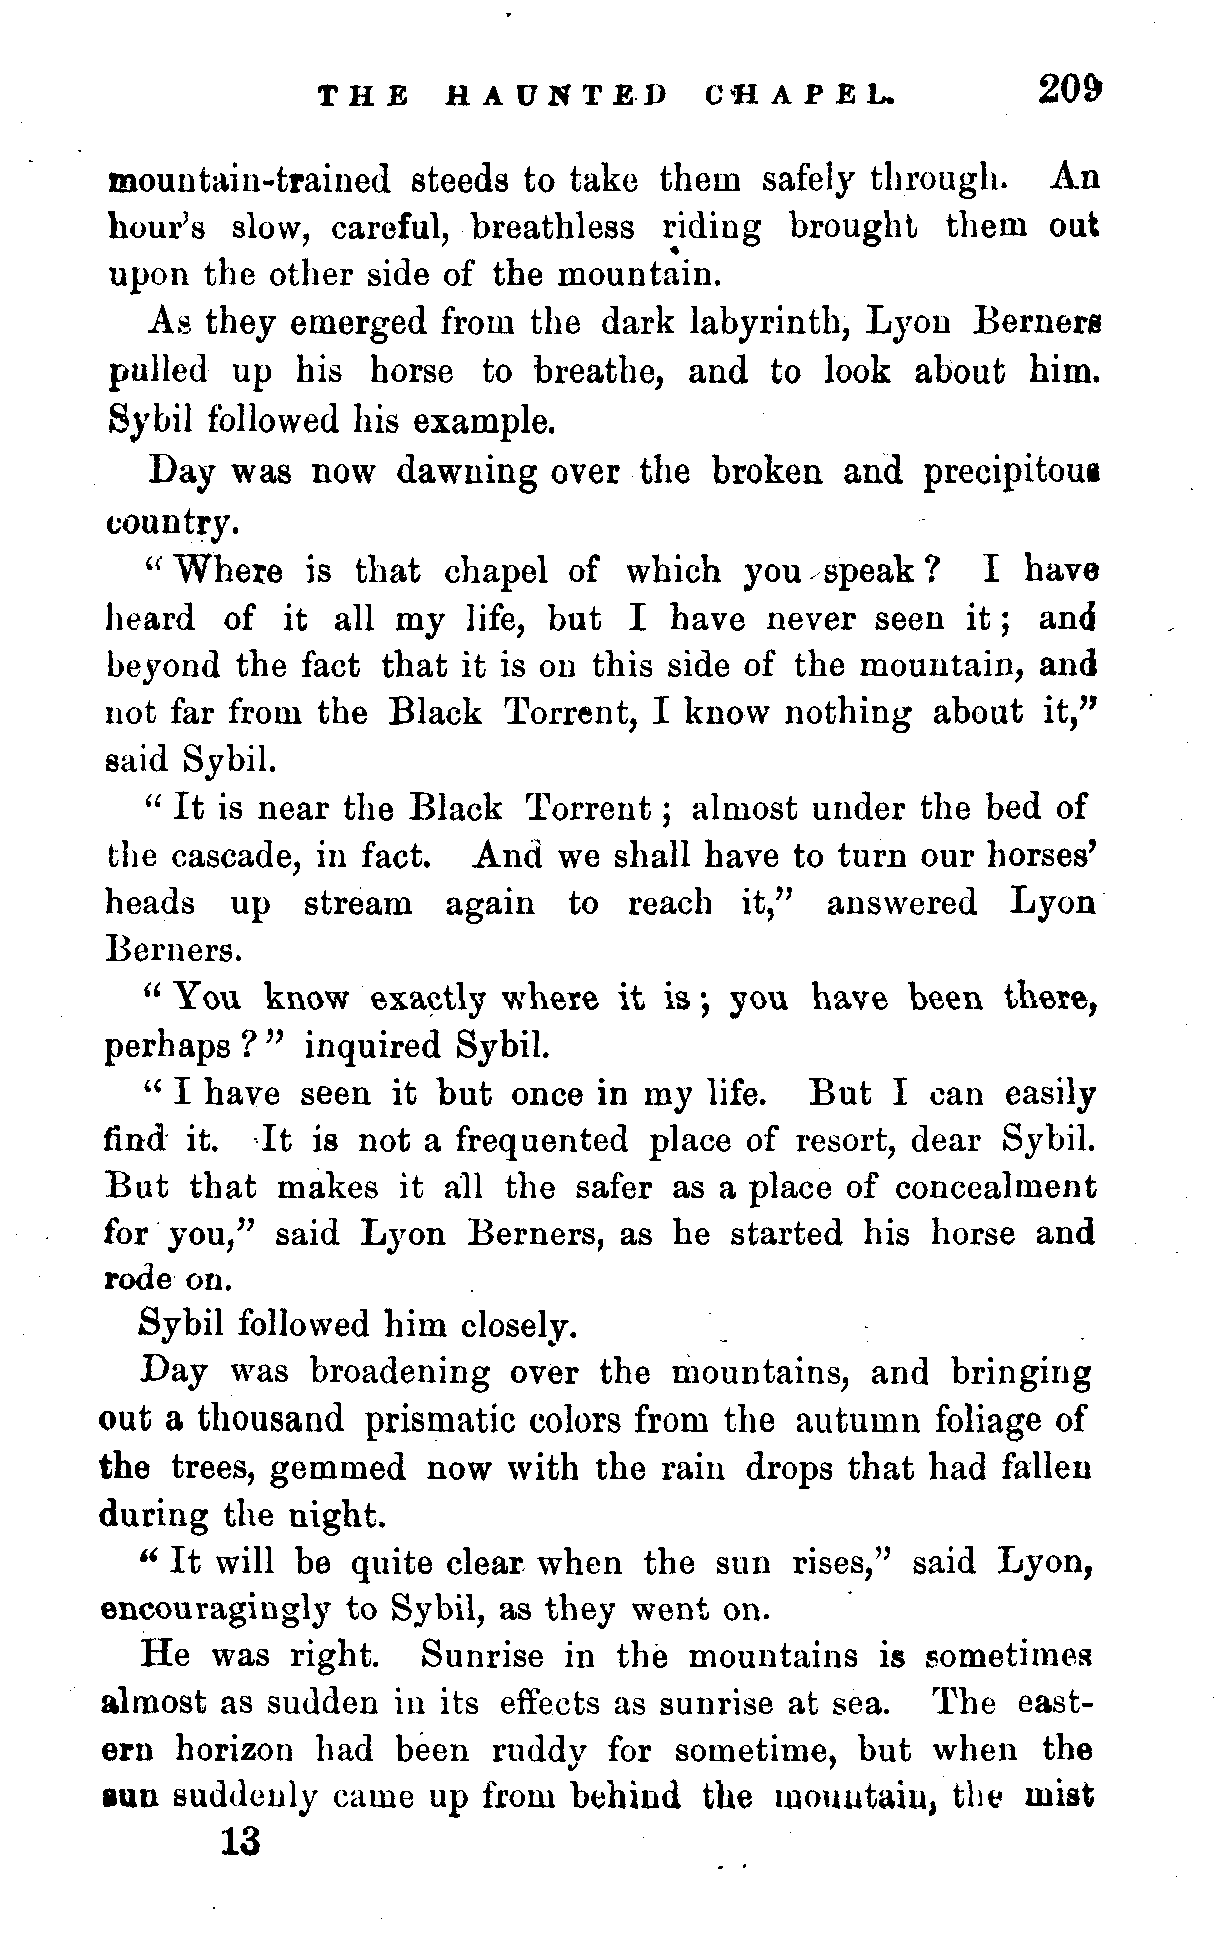 THE HAUNTED CHAPEL. 209
mountain-trained steeds to take them safely through. An
hour's slow, careful, breathless riding brought them out
upon the other side of the mountain.
As they emerged from the dark labyrinth, Lyon Berners
pulled up his horse to breathe, and to look about him.
Sybil followed his example.
Day was now dawning over the broken and precipitous
country.
“ Where is that chapel of which you speak ? I have
heard of it all my life, but I have never seen it ; and
beyond the fact that it is on this side of the mountain, and
not far from the Black Torrent, I know nothing about it,”
said Sybil.
“ It is near the Black Torrent ; almost under the bed of
the cascade, in fact. And we shall have to turn our horses’
heads up stream again to reach it,” answered Lyon
Berners.
“ You know exactly where it is ; you have been there,
perhaps ? ” inquired Sybil.
“ I have seen it but once in my life. But I can easily
find it. It is not a frequented place of resort, dear Sybil.
But that makes it all the safer as a place of concealment
for you,” said Lyon Berners, as he started his horse and
rode on.
Sybil followed him closely.
Day was broadening over the mountains, and bringing
out a thousand prismatic colors from the autumn foliage of
the trees, gemmed now with the rain drops that had fallen
during the night.
“ It will be quite clear when the sun rises,” said Lyon,
encouragingly to Sybil, as they went on.
He was right. Sunrise in the mountains is sometimes
almost as sudden in its effects as sunrise at sea. The east-
ern horizon had been ruddy for sometime, but when the
sun suddenly came up from behind the mountain, the mist
13